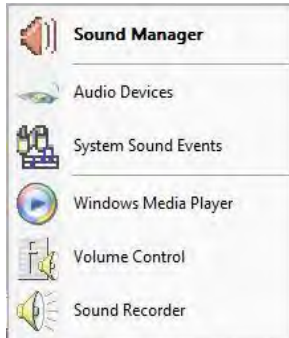 Sound Manager
Audio Devices
System Sound Events
Windows Media Player
Volume Control
Sound Recorder